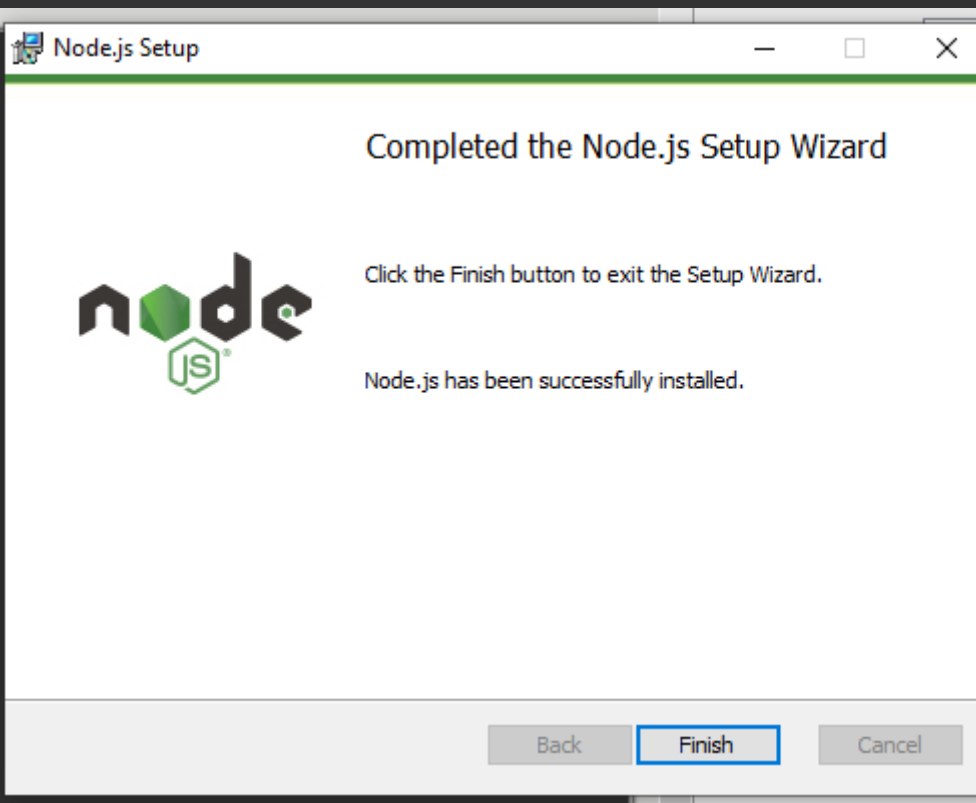 Node.js Setup
Completed the Node.js Setup Wizard
Click the Finish button to exit the Setup Wizard.
node
JS®
Node.js has been successfully installed.
Back
Finish
Cancel